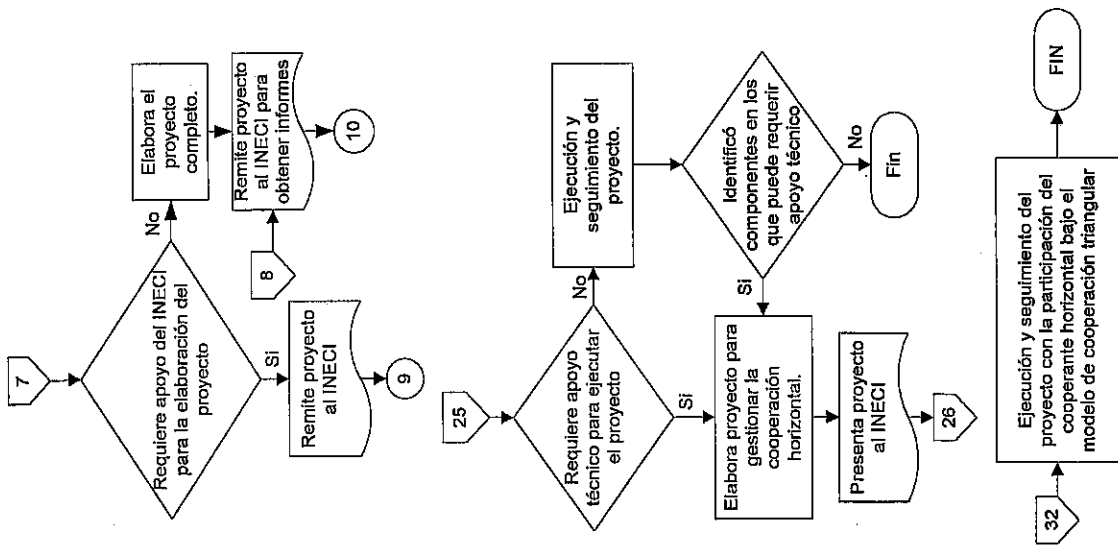 7
Requiere apoyo del INECI
para la elaboración del
proyecto
No
Elabora el
proyecto
completo.
Si
Remite proyecto
al INECI
9
8
Remite proyecto
al INECI para
obtener informes
10
25
Requiere apoyo
técnico para ejecutar
el proyecto
No
Ejecución y
seguimiento del
proyecto.
Identificó
componentes en los
que puede requerir
apoyo técnico
No
Fin
Si
Si
Elabora proyecto para
gestionar la
cooperación
horizontal.
Presenta proyecto
al INECI
26
32
Ejecución y seguimiento del
proyecto con la participación del
cooperante horizontal bajo el
modelo de cooperación triangular
FIN